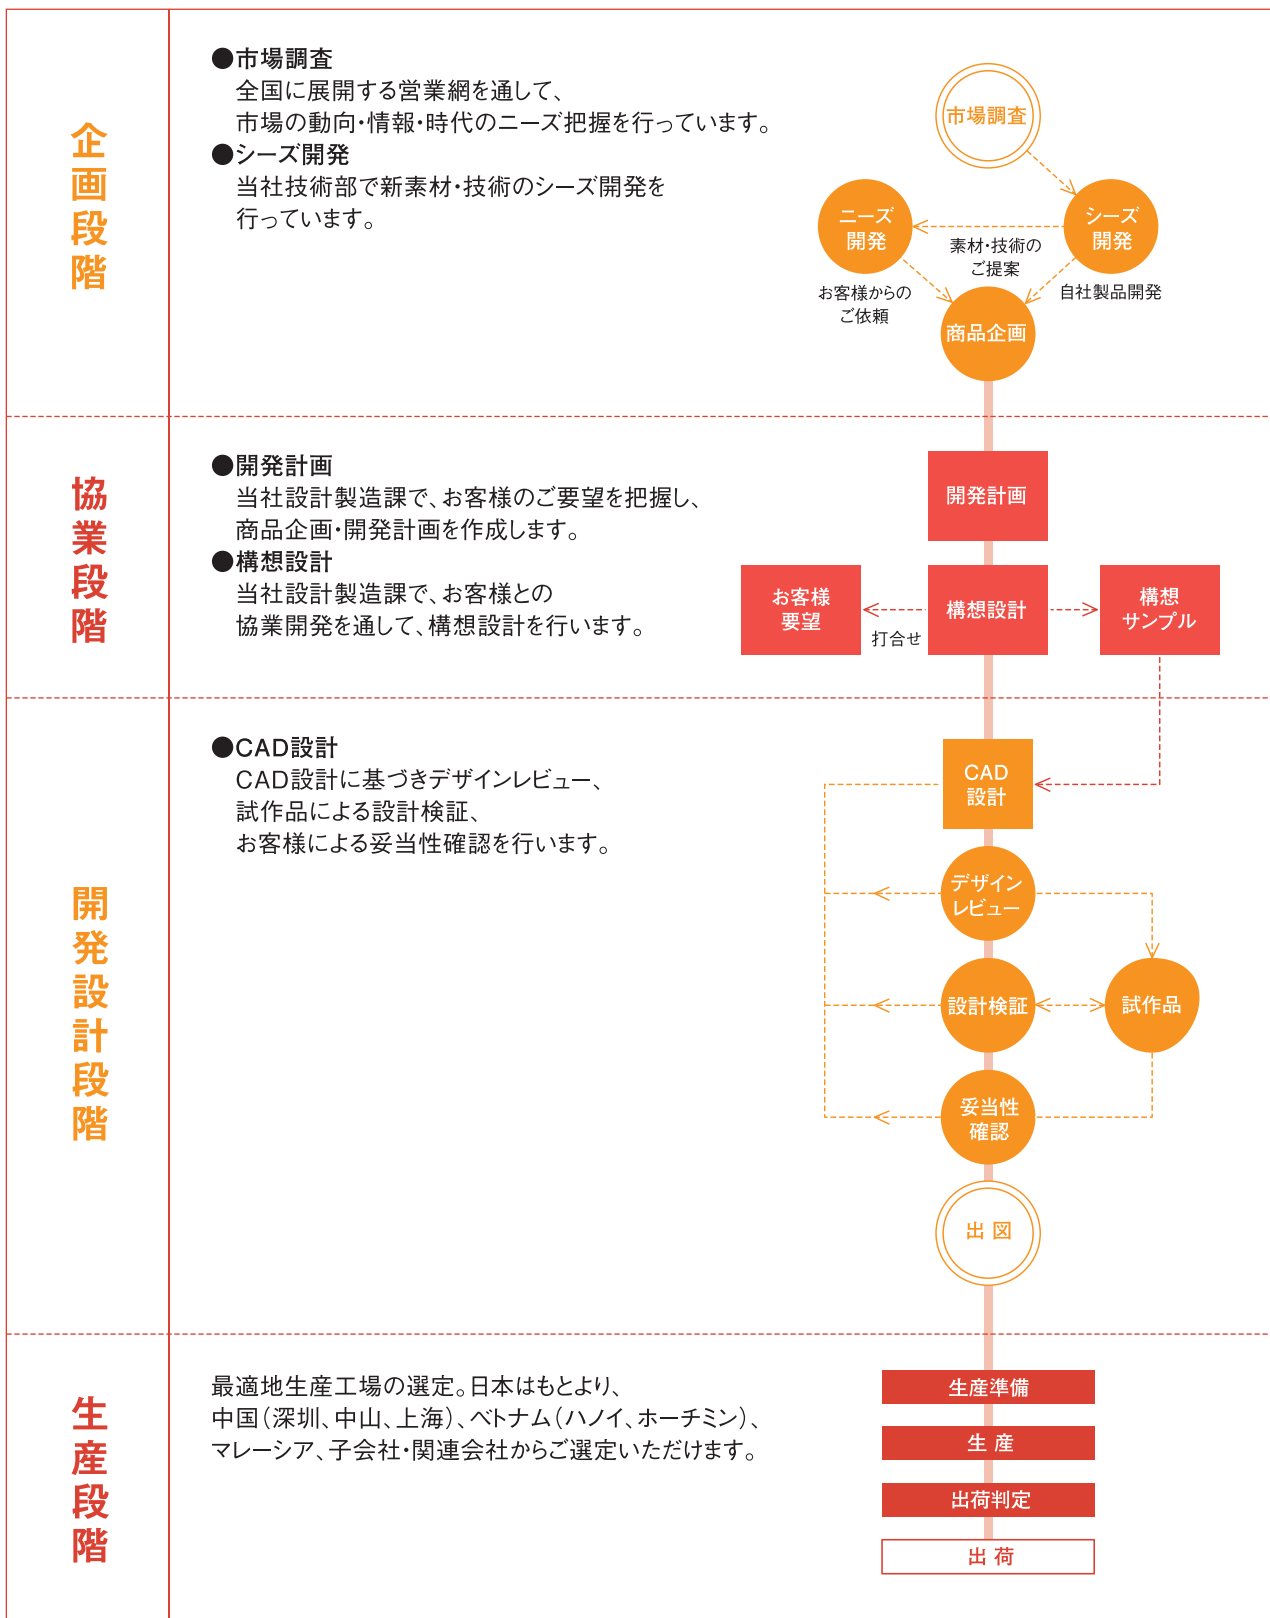 企画段階
●市場調査
全国に展開する営業網を通して、
市場の動向・情報・時代のニーズ把握を行っています。
●シーズ開発
当社技術部で新素材・技術のシーズ開発を
行っています。
市場調査
ニーズ
開発
シーズ
開発
素材・技術の
ご提案
お客様からの
ご依頼
自社製品開発
商品企画
協業段階
●開発計画
当社設計製造課で、お客様のご要望を把握し、
商品企画・開発計画を作成します。
●構想設計
当社設計製造課で、お客様との
協業開発を通して、構想設計を行います。
開発計画
お客様
要望
打合せ
構想設計
構想
サンプル
開発設計段階
●CAD設計
CAD設計に基づきデザインレビュー、
試作品による設計検証、
お客様による妥当性確認を行います。
CAD
設計
デザイン
レビュー
設計検証
試作品
妥当性
確認
出図
生産段階
最適地生産工場の選定。日本はもとより、
中国（深圳、中山、上海）、ベトナム（ハノイ、ホーチミン）、
マレーシア、子会社・関連会社からご選定いただけます。
生産準備
生産
出荷判定
出荷